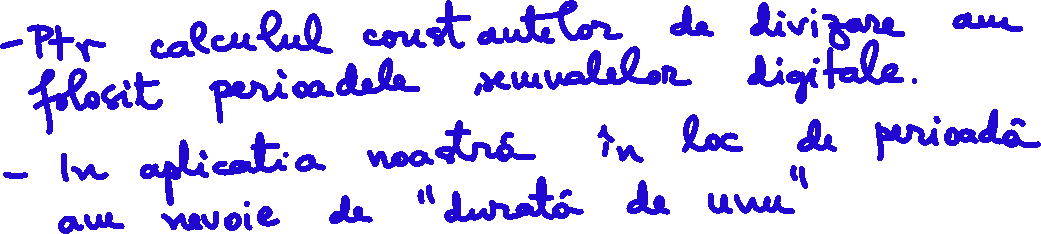 - Ptr calculul constantelor de divizare am
folosit perioadele semnalelor digitale.
- In aplicatia noastră în loc de perioadă
am nevoie de "durată de unu"